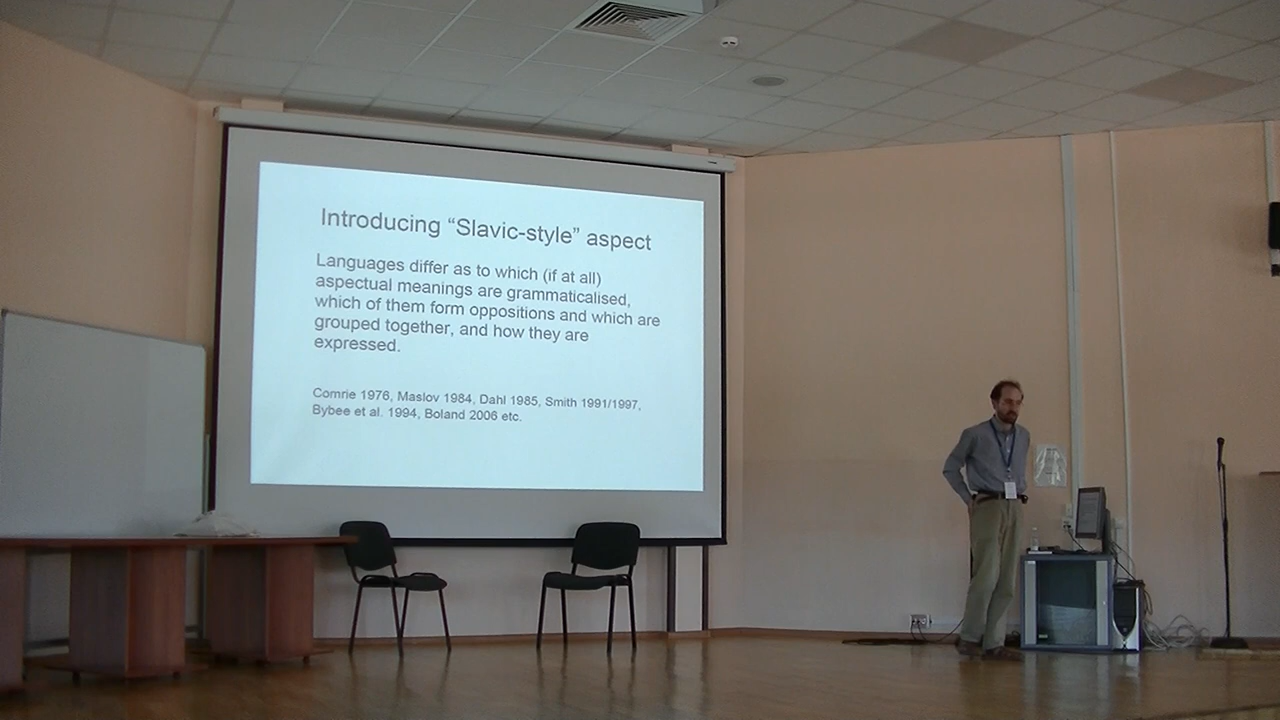 Introducing “Slavic-style” aspect
Languages differ as to which (if at all)
aspectual meanings are grammaticalised,
which of them form oppositions and which are
grouped together, and how they are
expressed.
Comrie 1976, Maslov 1984, Dahl 1985, Smith 1991/1997,
Bybee et al. 1994, Boland 2006 etc.